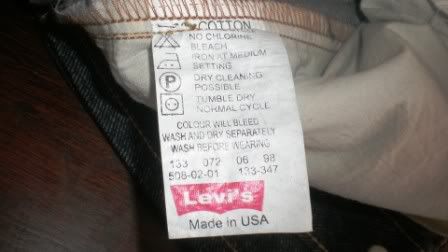 COTTON
NO CHLORINE
BLEACH
IRON AT MEDIUM
SETTING
P
DRY CLEANING
POSSIBLE
TUMBLE DRY
NORMAL CYCLE
COLOUR WILL BLEED
WASH AND DRY SEPARATELY
WASH BEFORE WEARING
133 072 06 98
508-02-01 133-347
Levi's
Made in USA